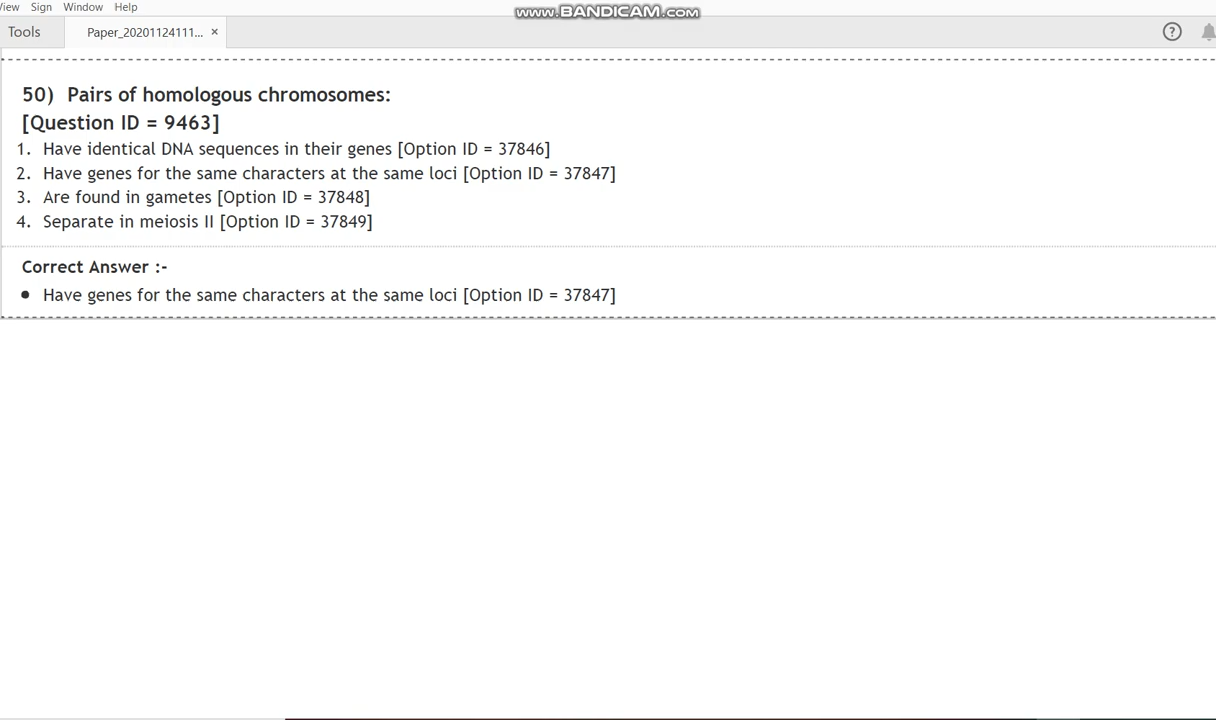 View Sign Window Help
www.BANDICAM.com
Tools Paper_20201124111... ×
?
50) Pairs of homologous chromosomes:
[Question ID = 9463]
1. Have identical DNA sequences in their genes [Option ID = 37846]
2. Have genes for the same characters at the same loci [Option ID = 37847]
3. Are found in gametes [Option ID = 37848]
4. Separate in meiosis II [Option ID = 37849]
Correct Answer :-
• Have genes for the same characters at the same loci [Option ID = 37847]